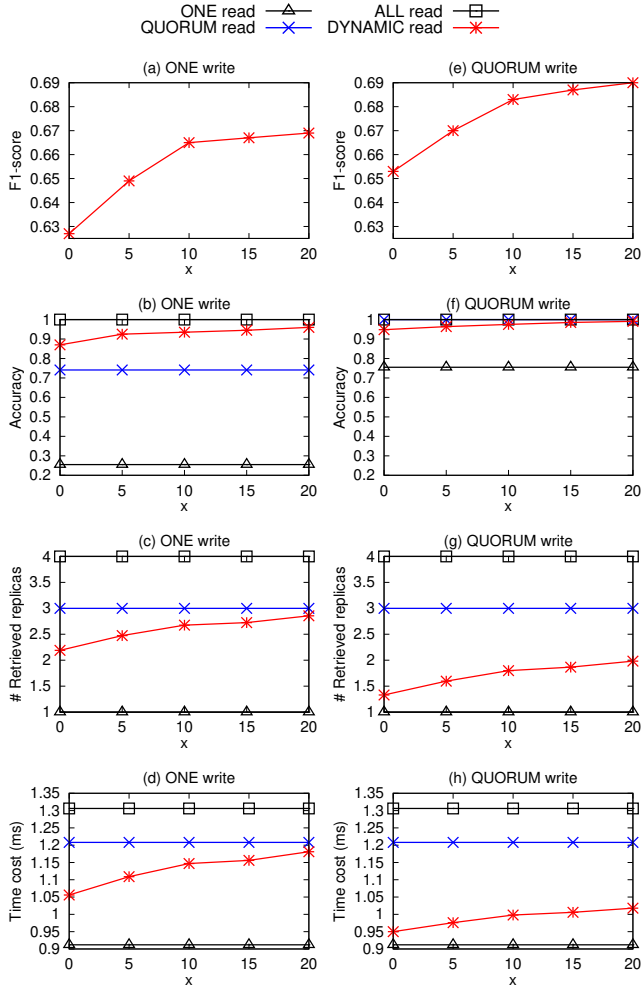 ONE read
QUORUM read
ALL read
DYNAMIC read
(a) ONE write
F1-score
0.69
0.68
0.67
0.66
0.65
0.64
0.63
0 5 10 15 20
x
(e) QUORUM write
F1-score
0.69
0.68
0.67
0.66
0.65
0.64
0.63
0 5 10 15 20
x
(b) ONE write
Accuracy
1
0.9
0.8
0.7
0.6
0.5
0.4
0.3
0.2
0 5 10 15 20
x
(f) QUORUM write
Accuracy
1
0.9
0.8
0.7
0.6
0.5
0.4
0.3
0.2
0 5 10 15 20
x
(c) ONE write
# Retrieved replicas
4
3.5
3
2.5
2
1.5
1
0 5 10 15 20
x
(g) QUORUM write
# Retrieved replicas
4
3.5
3
2.5
2
1.5
1
0 5 10 15 20
x
(d) ONE write
Time cost (ms)
1.35
1.3
1.25
1.2
1.15
1.1
1.05
1
0.95
0.9
0 5 10 15 20
x
(h) QUORUM write
Time cost (ms)
1.35
1.3
1.25
1.2
1.15
1.1
1.05
1
0.95
0.9
0 5 10 15 20
x